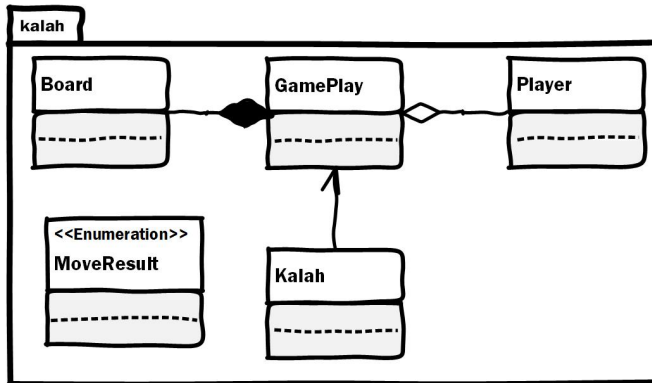 kalah
Board
GamePlay
Player
<<Enumeration>>
MoveResult
Kalah